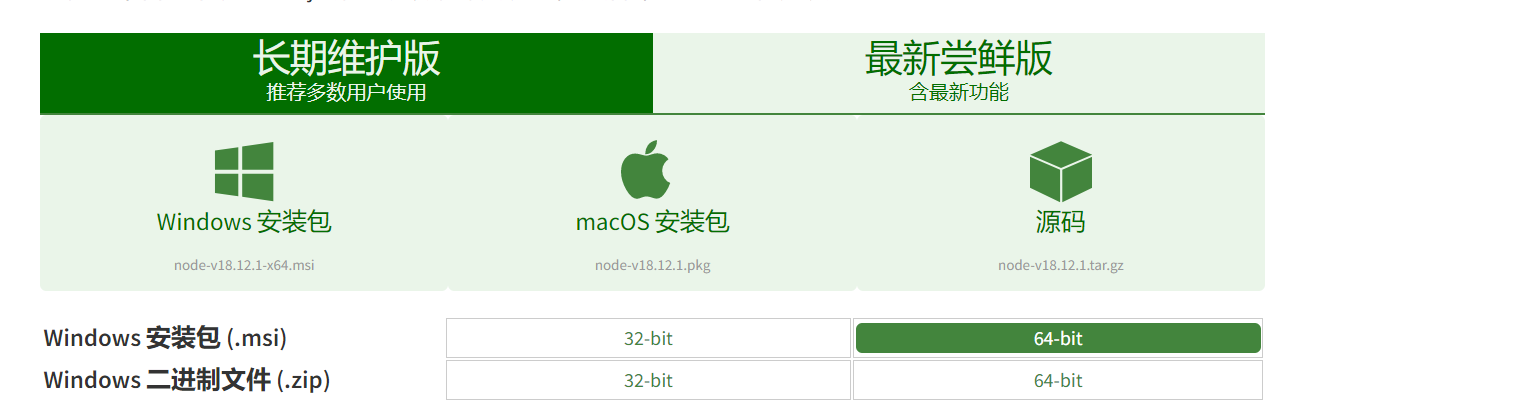 长期维护版
推荐多数用户使用
最新尝鲜版
含最新功能
Windows 安装包
node-v18.12.1-x64.msi
macOS 安装包
node-v18.12.1.pkg
源码
node-v18.12.1.tar.gz
Windows 安装包 (.msi)
32-bit
64-bit
Windows 二进制文件 (.zip)
32-bit
64-bit